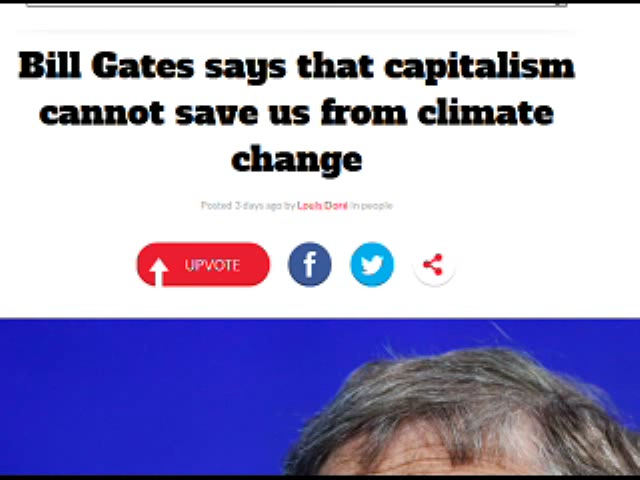 Bill Gates says that capitalism
cannot save us from climate
change
Posted 3 days ago by Louis Doré in people
UPVOTE